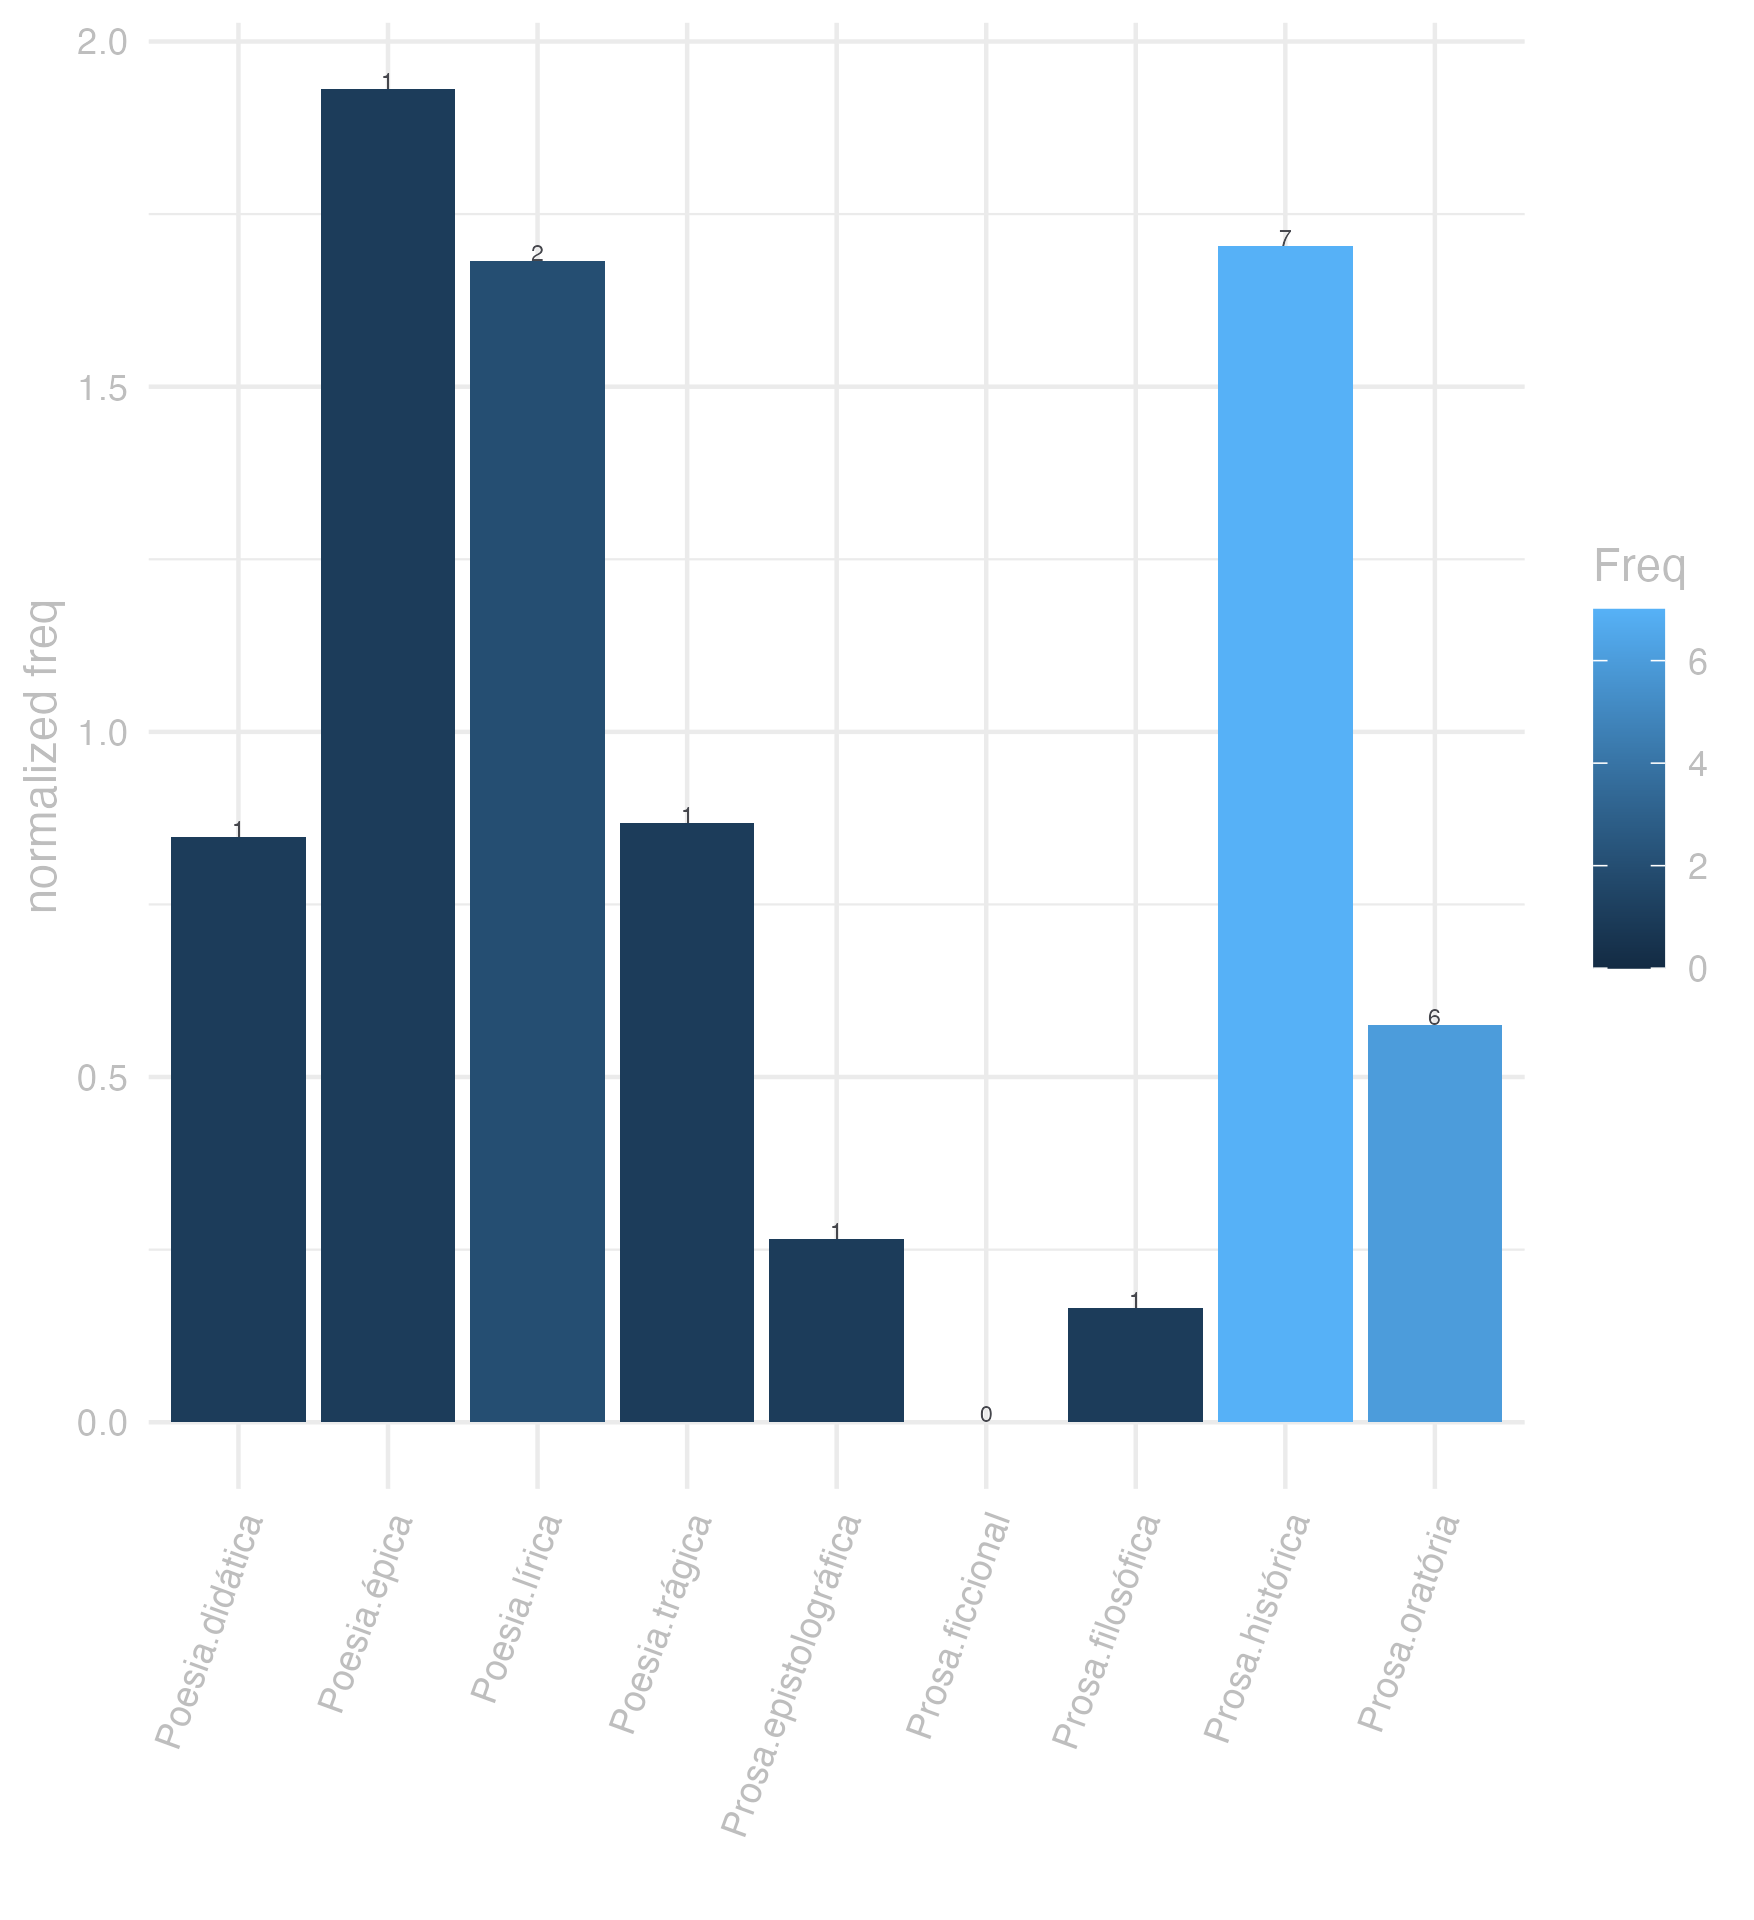 2.0
1.5
1.0
0.5
0.0
normalized freq
1
1
2
1
1
0
1
7
6
Poesia.didática
Poesia.épica
Poesia.lírica
Poesia.trágica
Prosa.epistolográfica
Prosa.ficcional
Prosa.filosófica
Prosa.histórica
Prosa.oratória
Freq
6
4
2
0